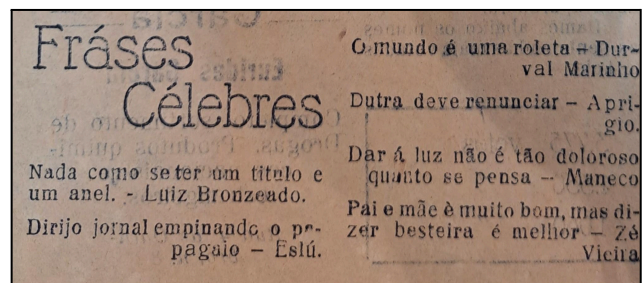 Fráses
Célebres
Nada como se ter um titulo e
um anel. - Luiz Bronzeado.
Dirijo jornal empinando o pa-
pagaio — Eslú.
O mundo é uma roleta — Dur-
val Marinho
Dutra deve renunciar — Apri-
gio.
Dar á luz não é tão doloroso
quanto se pensa — Maneco
Pai e mãe è muito bom, mas di-
zer besteira é melhor — Zé
Vieira